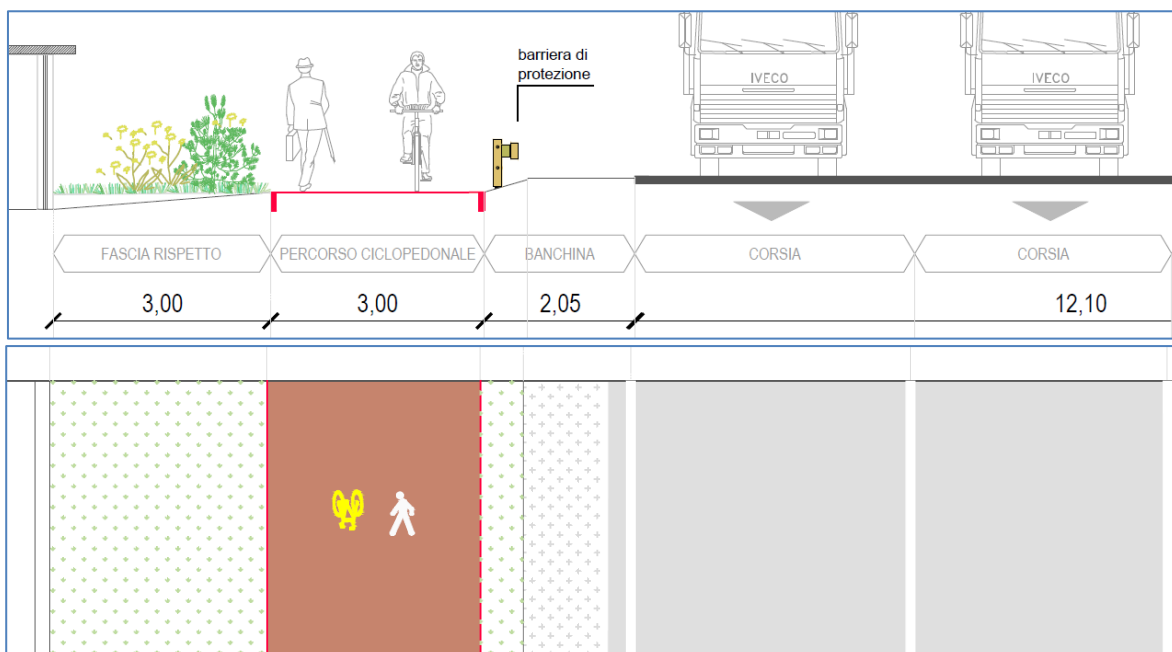 barriera di
protezione
IVECO
IVECO
FASCIA RISPETTO
PERCORSO CICLOPEDONALE
BANCHINA
CORSIA
CORSIA
3,00
3,00
2,05
12,10